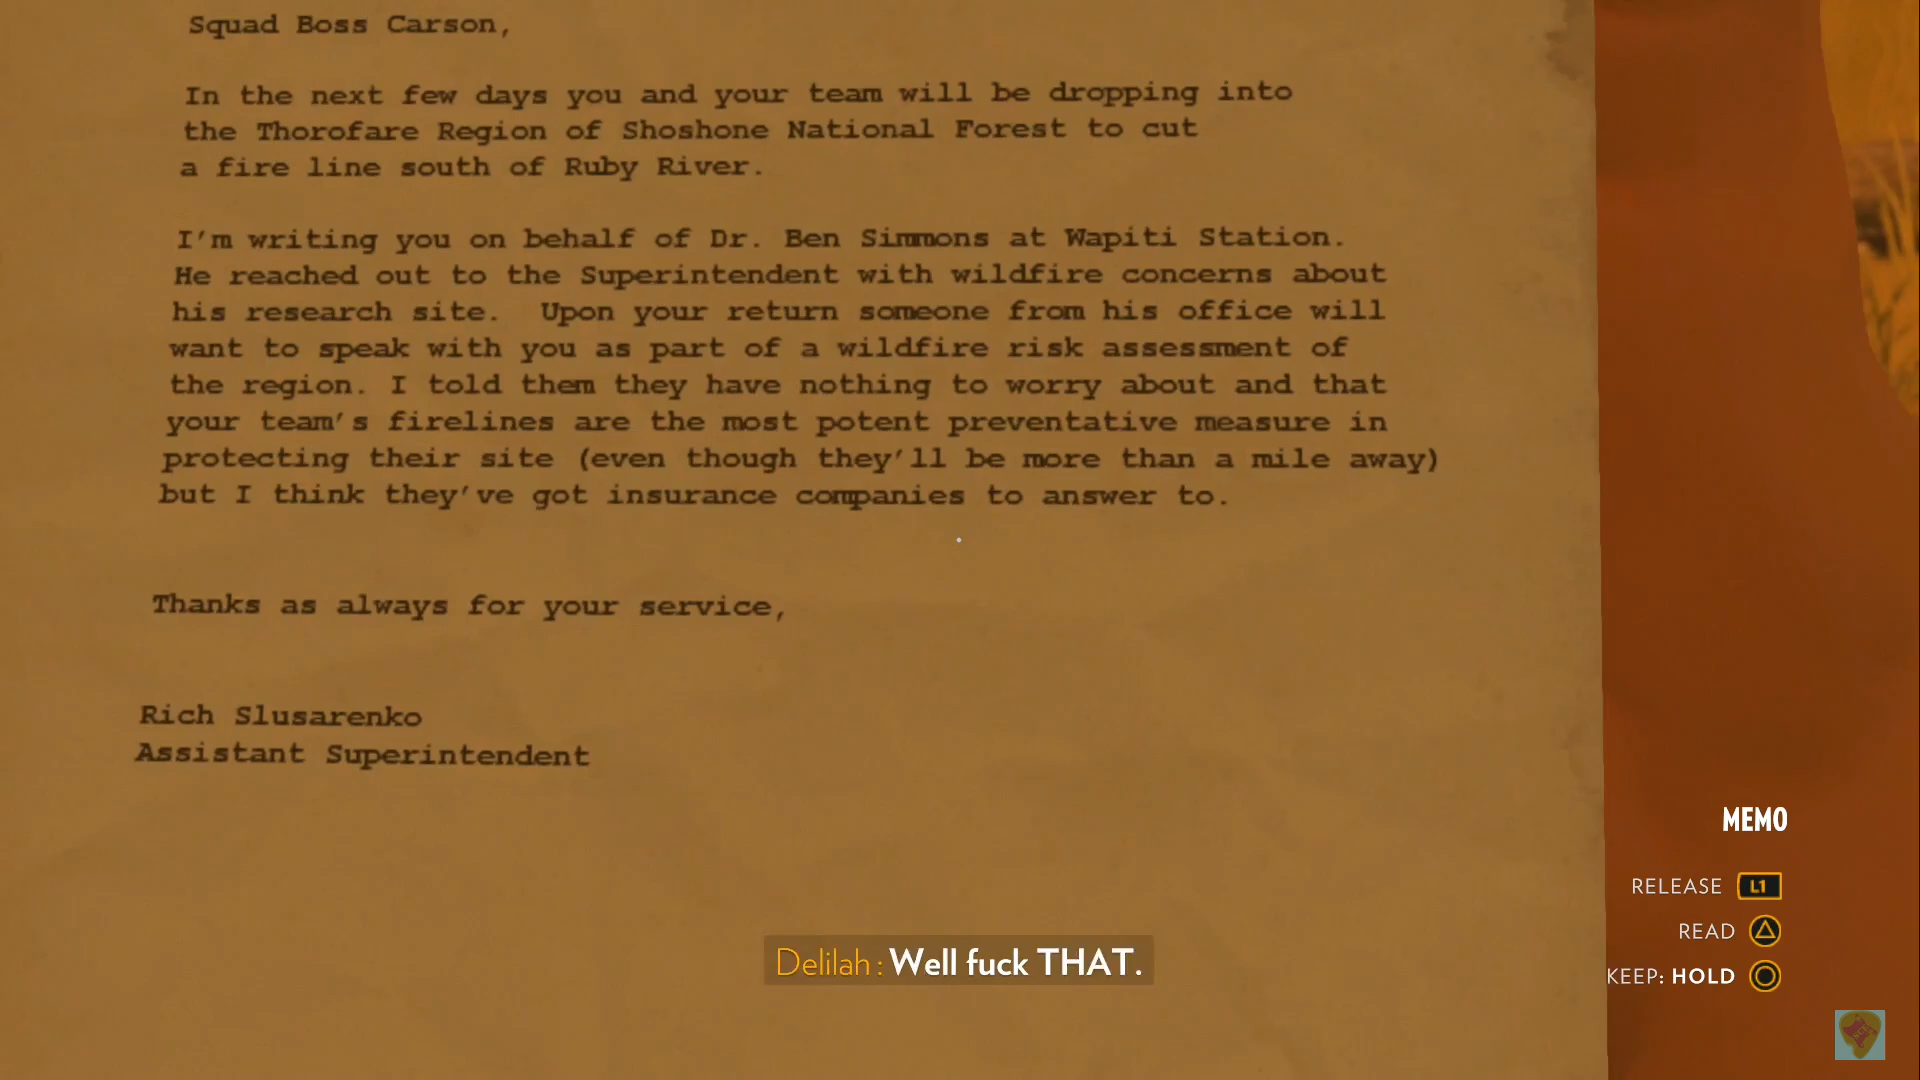 Squad Boss Carson,
In the next few days you and your team will be dropping into
the Thorofare Region of Shoshone National Forest to cut
a fire line south of Ruby River.
I'm writing you on behalf of Dr. Ben Simmons at Wapiti Station.
He reached out to the Superintendent with wildfire concerns about
his research site.  Upon your return someone from his office will
want to speak with you as part of a wildfire risk assessment of
the region. I told them they have nothing to worry about and that
your team's firelines are the most potent preventative measure in
protecting their site (even though they'll be more than a mile away)
but I think they've got insurance companies to answer to.
Thanks as always for your service,
Rich Slusarenko
Assistant Superintendent
MEMO
RELEASE L1
READ
KEEP: HOLD
Delilah: Well fuck THAT.